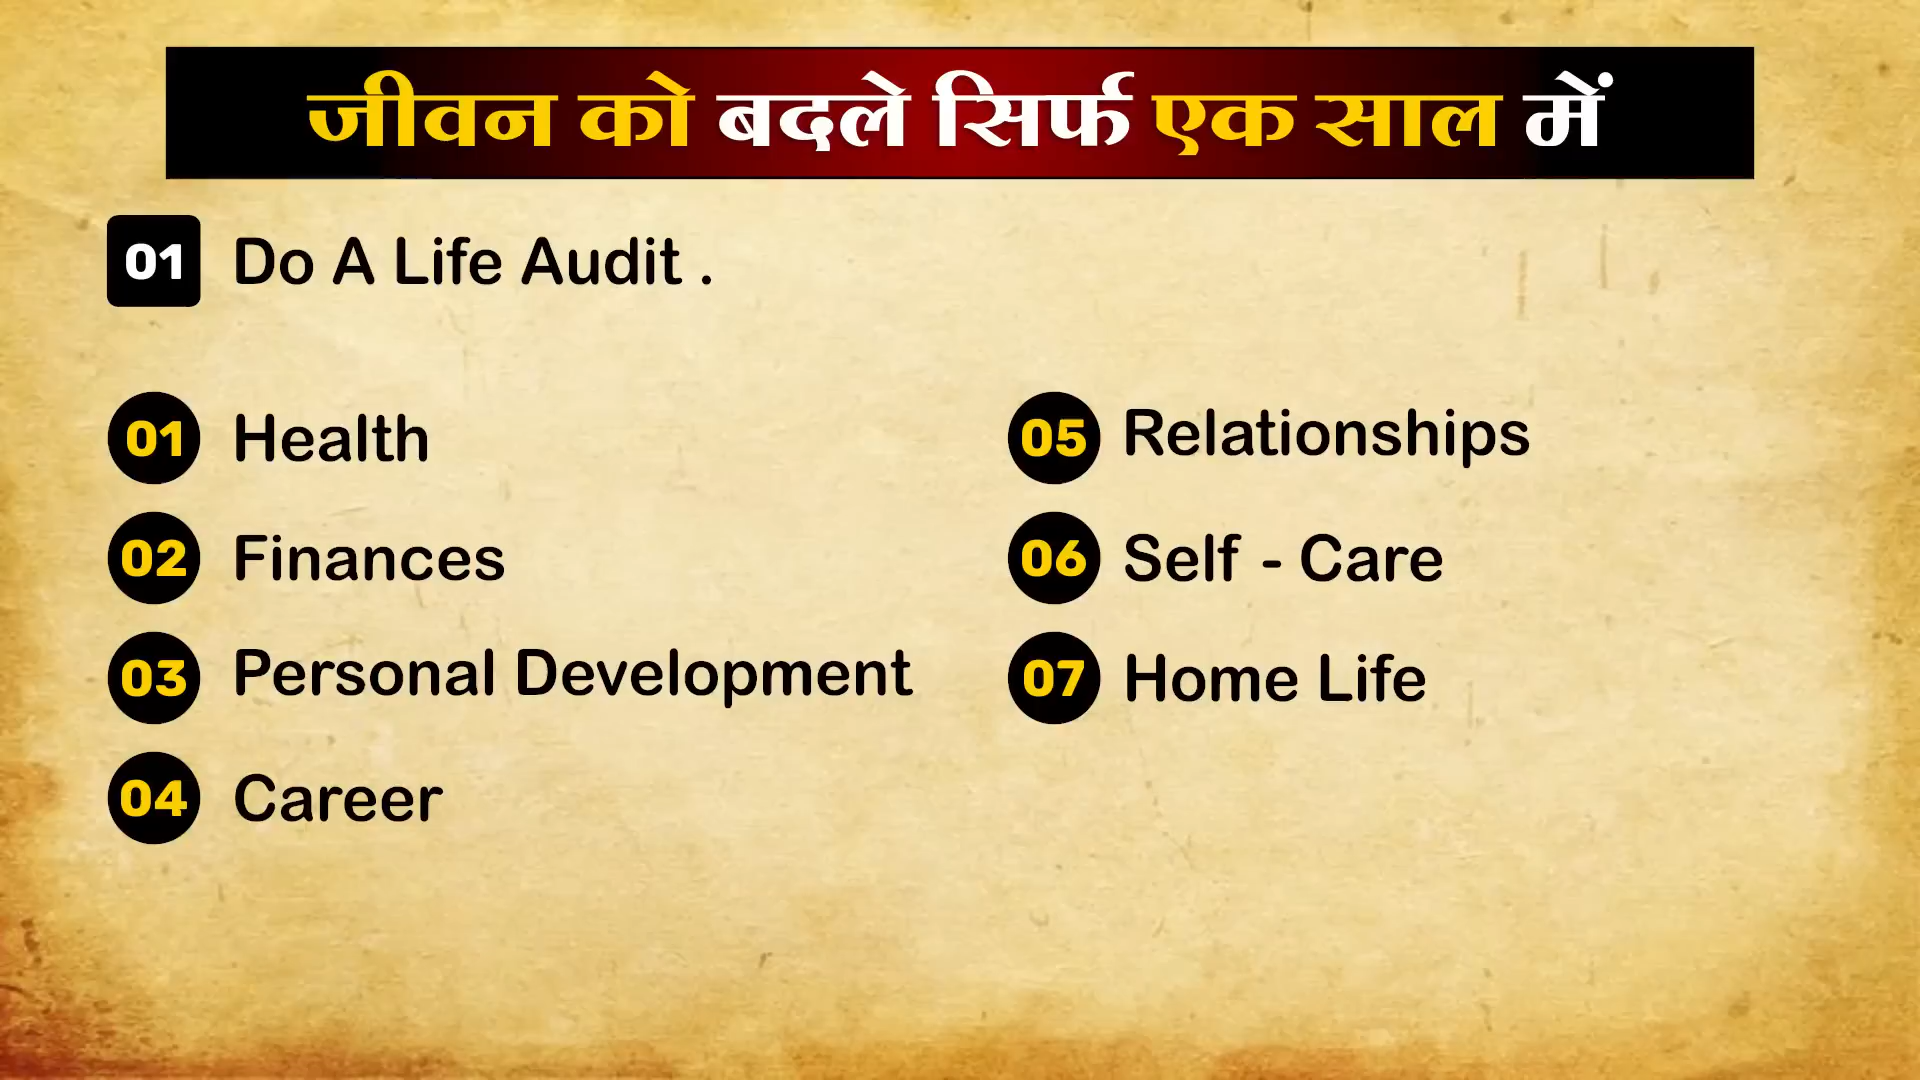 जीवन को बदले सिर्फ एक साल में
01 Do A Life Audit .
01 Health
02 Finances
03 Personal Development
04 Career
05 Relationships
06 Self - Care
07 Home Life